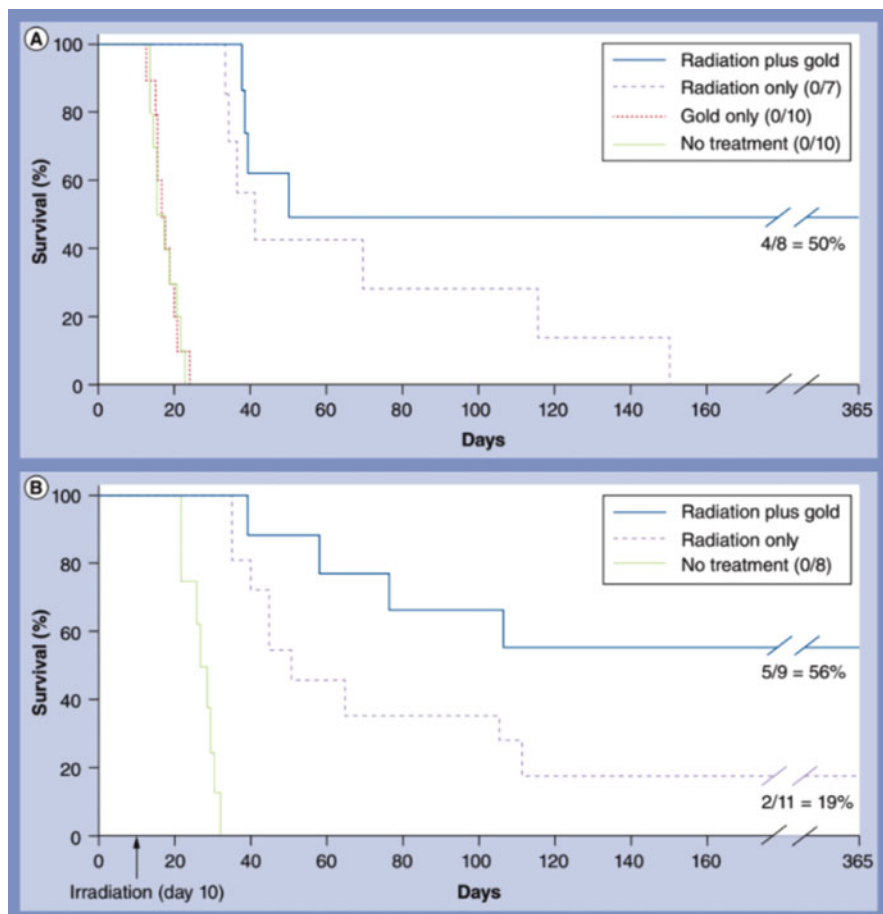 A
100
80
60
40
20
0
Survival (%)
Radiation plus gold
Radiation only (0/7)
Gold only (0/10)
No treatment (0/10)
4/8 = 50%
0 20 40 60 80 100 120 140 160 365
Days
B
100
80
60
40
20
0
Survival (%)
Radiation plus gold
Radiation only
No treatment (0/8)
5/9 = 56%
2/11 = 19%
0 20 40 60 80 100 120 140 160 365
Irradiation (day 10) Days